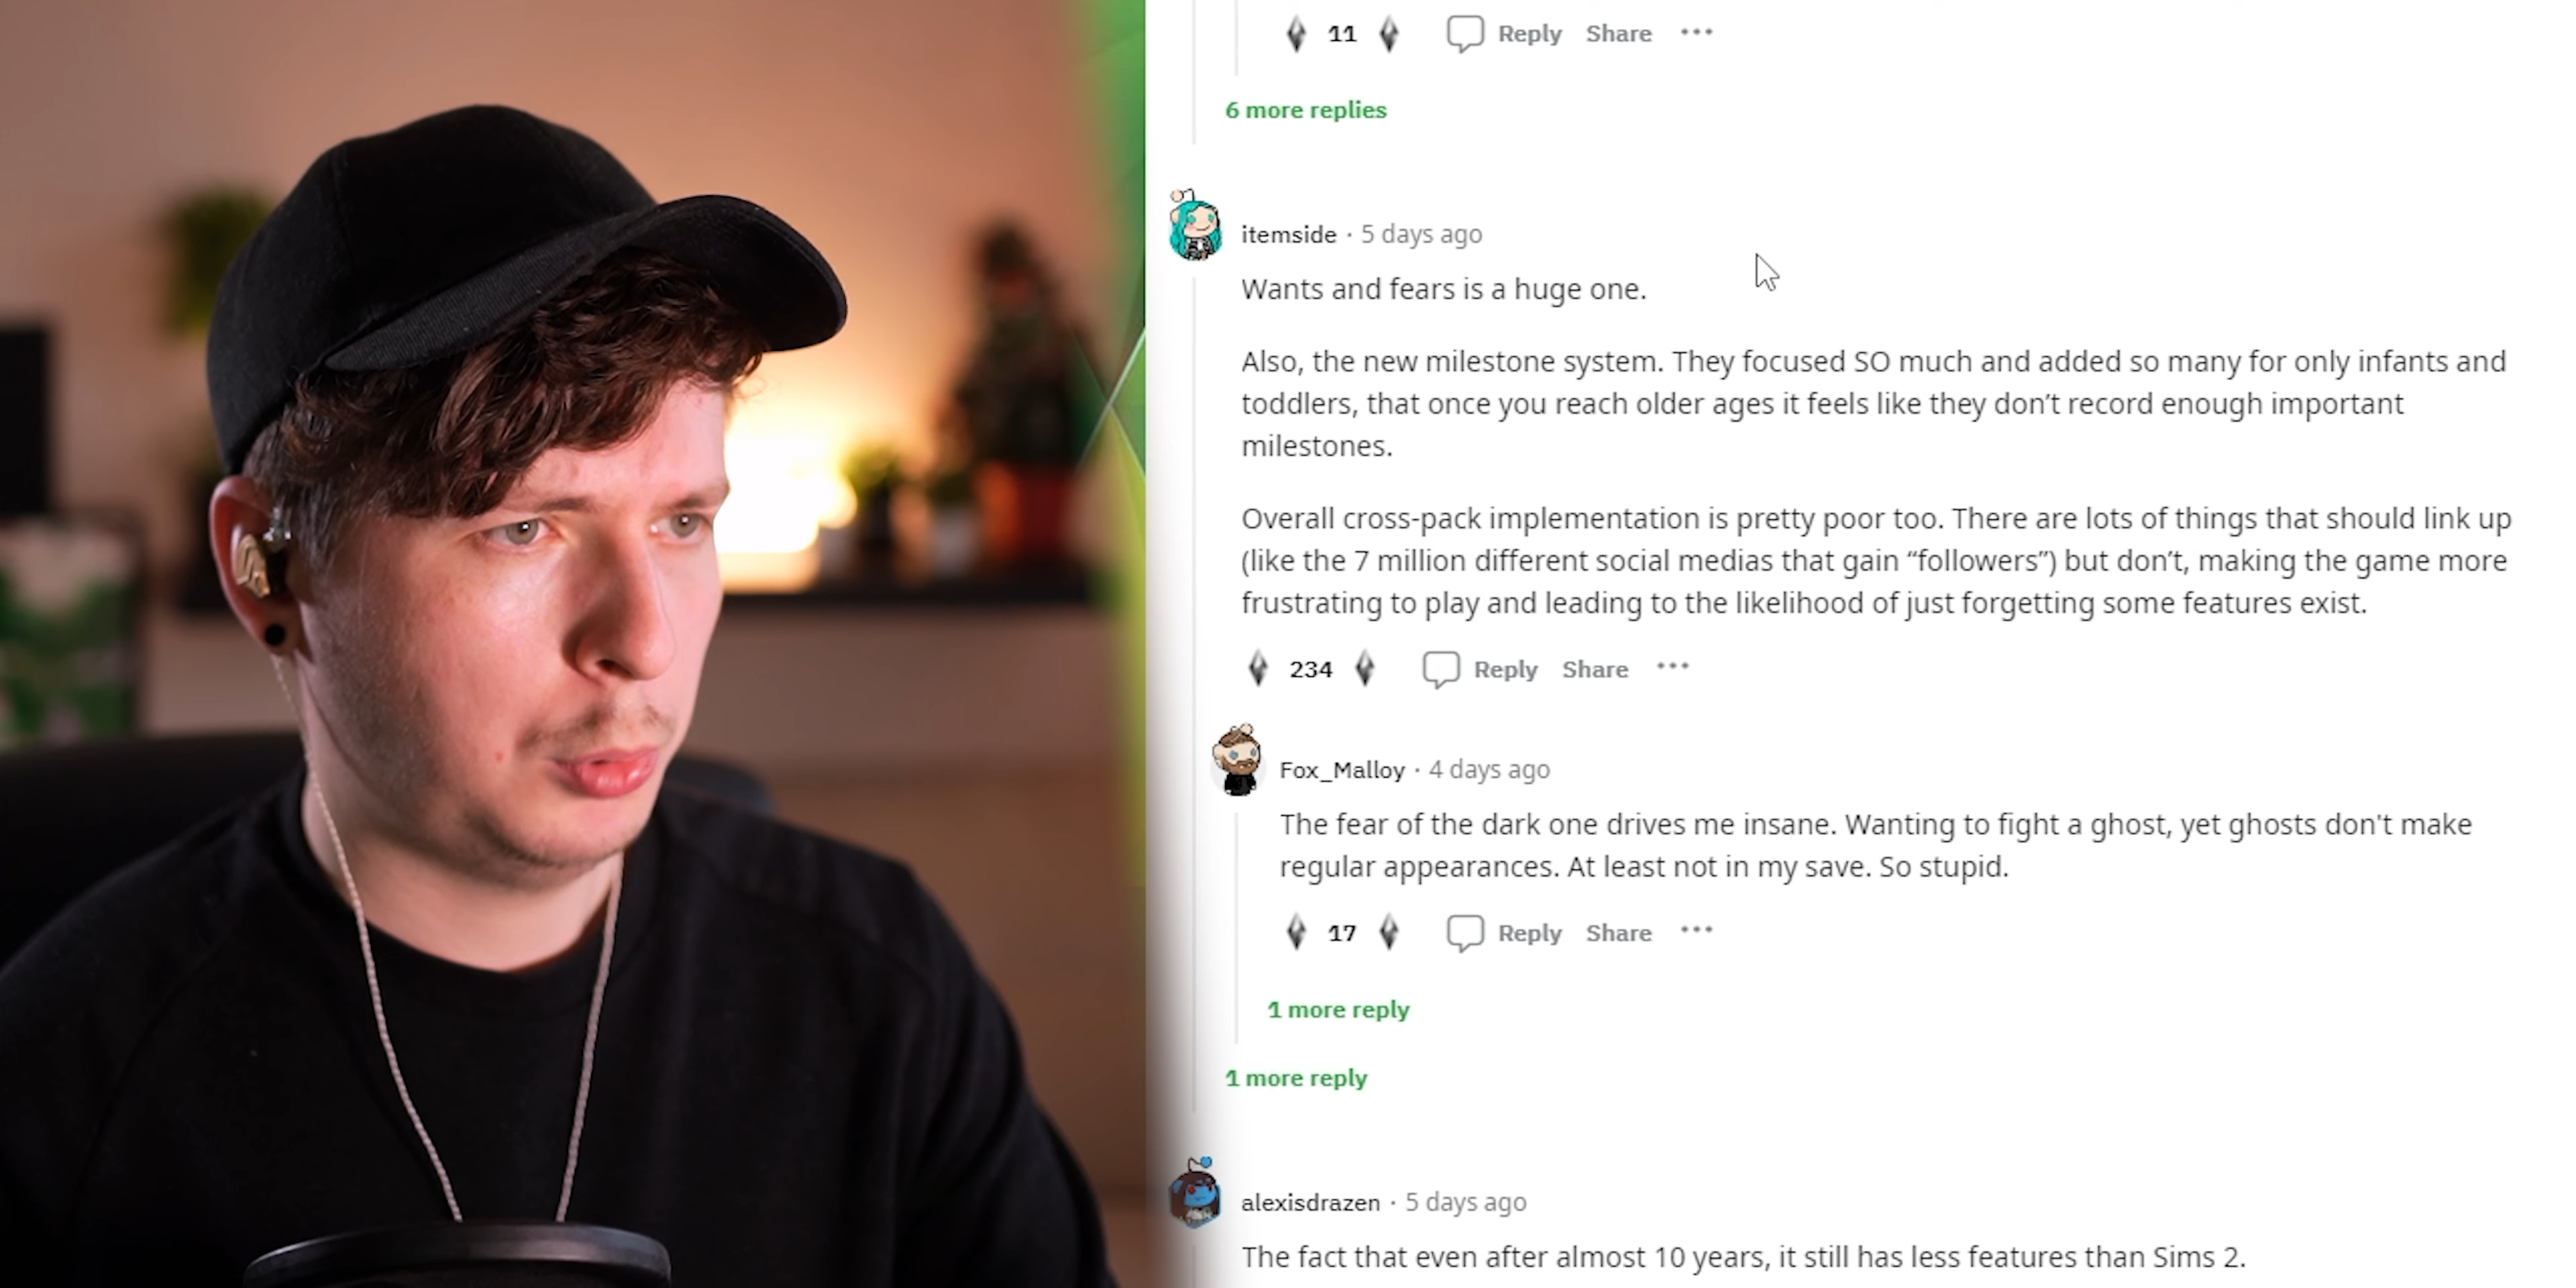 11 Reply Share
6 more replies
itemside · 5 days ago
Wants and fears is a huge one.
Also, the new milestone system. They focused SO much and added so many for only infants and
toddlers, that once you reach older ages it feels like they don’t record enough important
milestones.
Overall cross-pack implementation is pretty poor too. There are lots of things that should link up
(like the 7 million different social medias that gain “followers”) but don’t, making the game more
frustrating to play and leading to the likelihood of just forgetting some features exist.
234 Reply Share
Fox_Malloy · 4 days ago
The fear of the dark one drives me insane. Wanting to fight a ghost, yet ghosts don't make
regular appearances. At least not in my save. So stupid.
17 Reply Share
1 more reply
1 more reply
alexisdrazen · 5 days ago
The fact that even after almost 10 years, it still has less features than Sims 2.